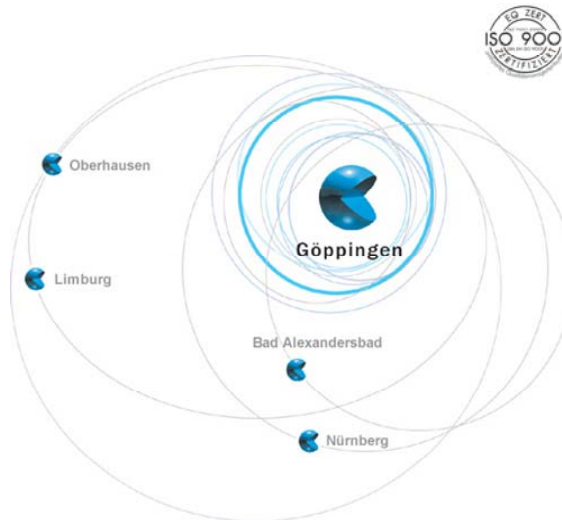 EQ ZERT
ISO 900
ZERTIFIZIERT
Oberhausen
Göppingen
Limburg
Bad Alexandersbad
Nürnberg